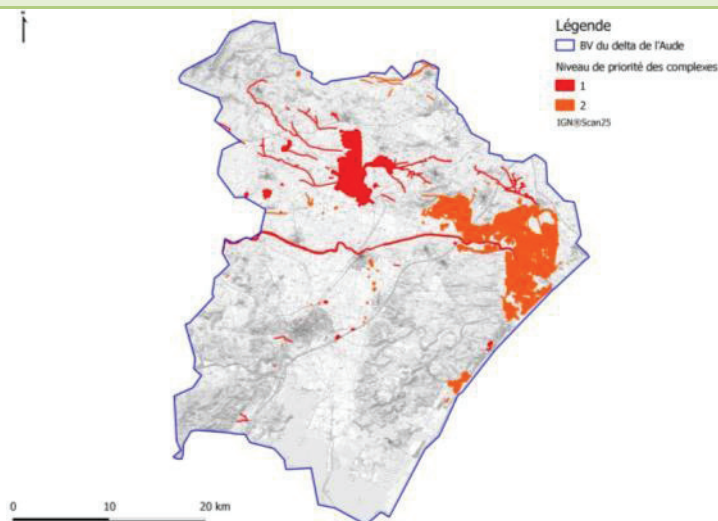 Légende
BV du delta de l'Aude
Niveau de priorité des complexes
1
2
IGN®Scan25
0 10 20 km